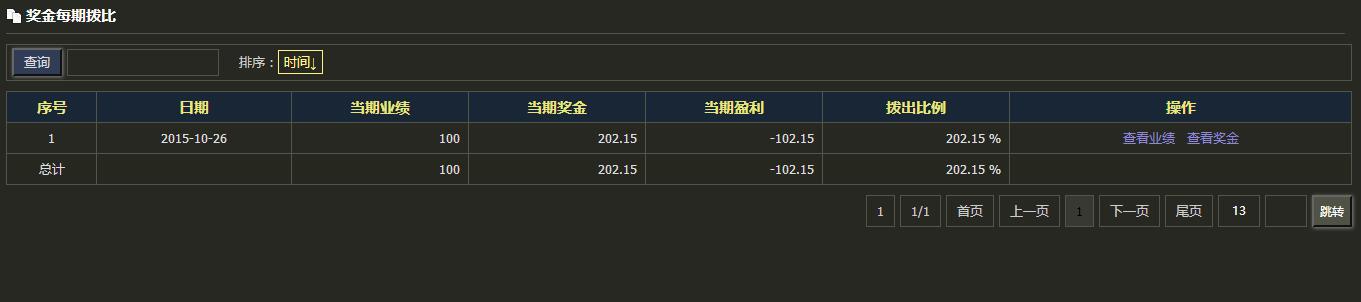 奖金每期拨比
查询 排序： 时间↓
序号 日期 当期业绩 当期奖金 当期盈利 拨出比例 操作
1 2015-10-26 100 202.15 -102.15 202.15 % 查看业绩 查看奖金
总计 100 202.15 -102.15 202.15 %
1 1/1 首页 上一页 1 下一页 尾页 13 跳转